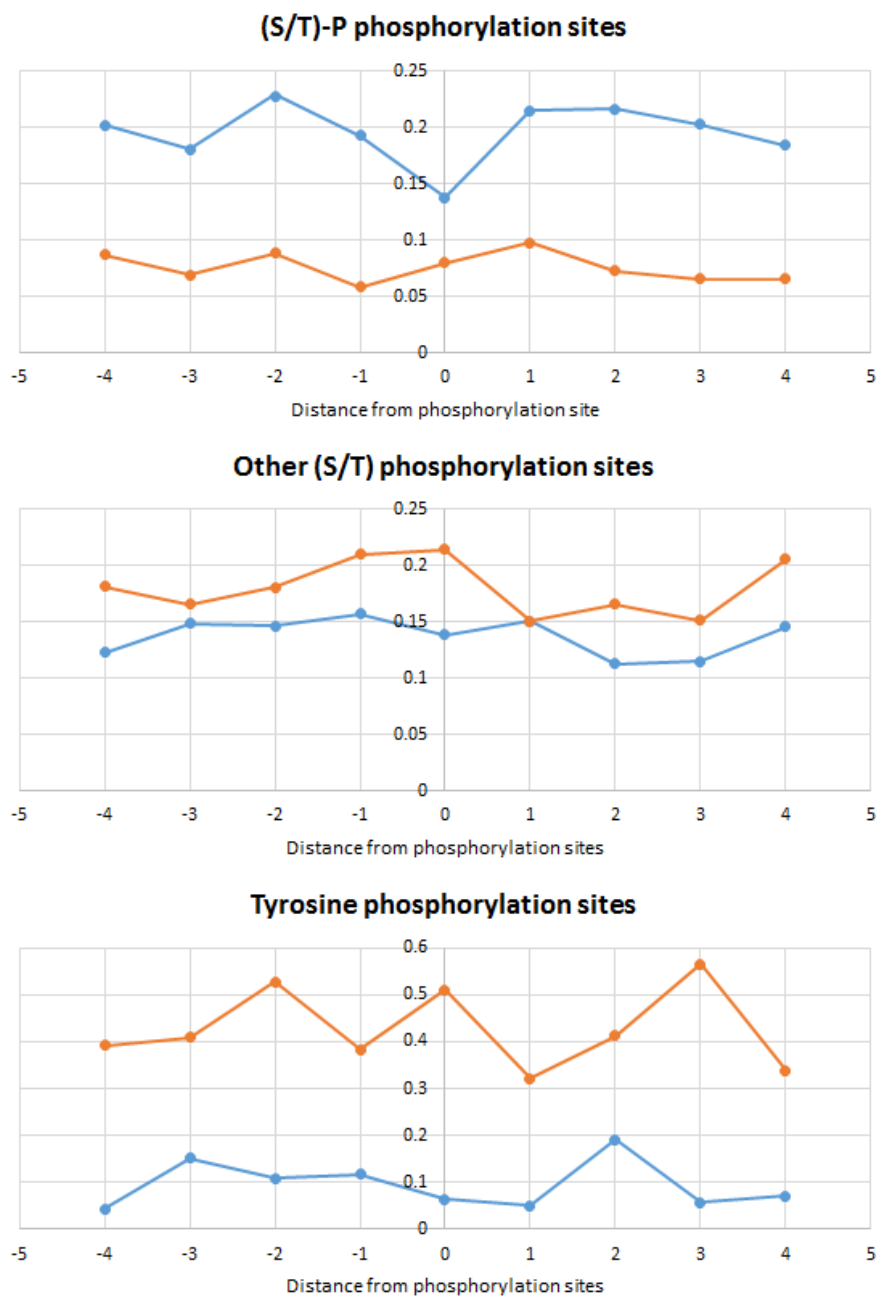 (S/T)-P phosphorylation sites
0.25
0.2
0.15
0.1
0.05
0
-5 -4 -3 -2 -1 0 1 2 3 4 5
Distance from phosphorylation site
Other (S/T) phosphorylation sites
0.25
0.2
0.15
0.1
0.05
0
-5 -4 -3 -2 -1 0 1 2 3 4 5
Distance from phosphorylation sites
Tyrosine phosphorylation sites
0.6
0.5
0.4
0.3
0.2
0.1
0
-5 -4 -3 -2 -1 0 1 2 3 4 5
Distance from phosphorylation sites